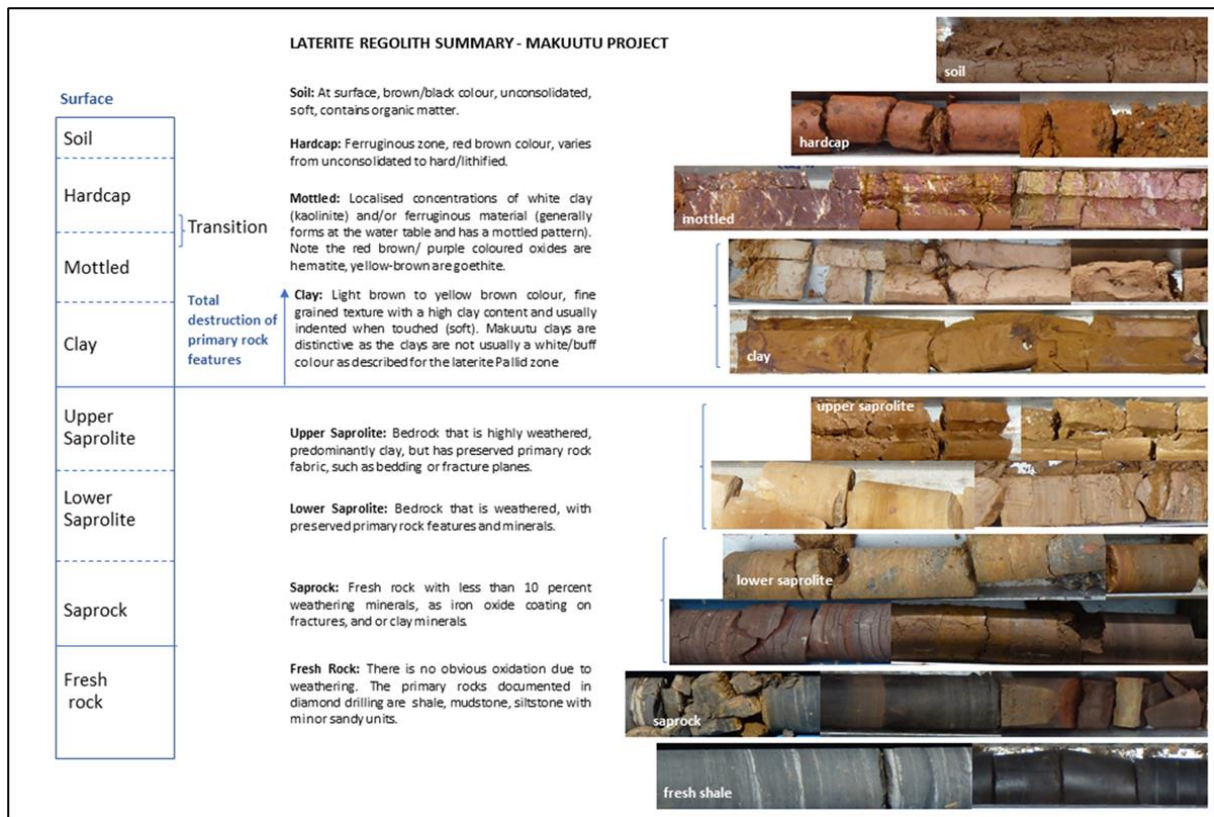 LATERITE REGOLITH SUMMARY - MAKUUTU PROJECT
Surface
Soil
Hardcap
Transition
Mottled
Clay
Total
destruction of
primary rock
features
Upper
Saprolite
Lower
Saprolite
Saprock
Fresh
rock
Soil: At surface, brown/black colour, unconsolidated,
soft, contains organic matter.
Hardcap: Ferruginous zone, red brown colour, varies
from unconsolidated to hard/lithified.
Mottled: Localised concentrations of white clay
(kaolinite) and/or ferruginous material (generally
forms at the water table and has a mottled pattern).
Note the red brown/ purple coloured oxides are
hematite, yellow-brown are goethite.
Clay: Light brown to yellow brown colour, fine
grained texture with a high clay content and usually
indented when touched (soft). Makuutu clays are
distinctive as the clays are not usually a white/buff
colour as described for the laterite Pallid zone
Upper Saprolite: Bedrock that is highly weathered,
predominantly clay, but has preserved primary rock
fabric, such as bedding or fracture planes.
Lower Saprolite: Bedrock that is weathered, with
preserved primary rock features and minerals.
Saprock: Fresh rock with less than 10 percent
weathering minerals, as iron oxide coating on
fractures, and or clay minerals.
Fresh Rock: There is no obvious oxidation due to
weathering. The primary rocks documented in
diamond drilling are shale, mudstone, siltstone with
minor sandy units.
soil
hardcap
mottled
clay
upper saprolite
lower saprolite
saprock
fresh shale